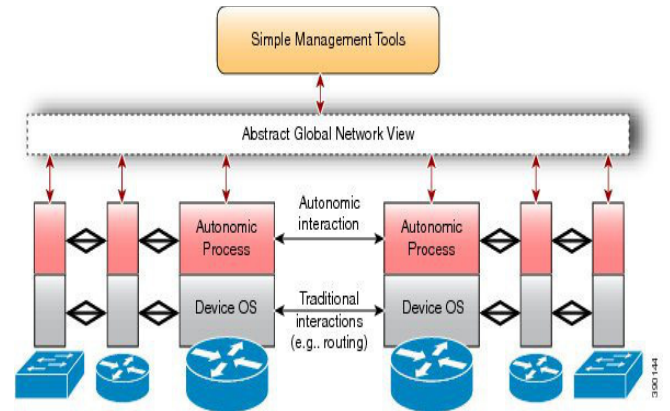 Simple Management Tools
Abstract Global Network View
Autonomic
Process
Autonomic
interaction
Autonomic
Process
Device OS
Traditional
interactions
(e.g.. routing)
Device OS
390144